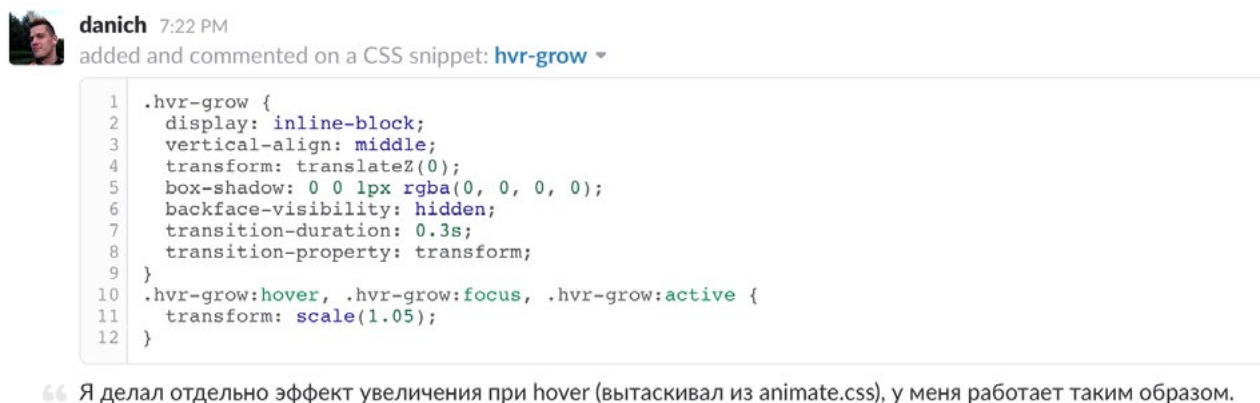 danich 7:22 PM
added and commented on a CSS snippet: hvr-grow
1 .hvr-grow {
2 display: inline-block;
3 vertical-align: middle;
4 transform: translateZ(0);
5 box-shadow: 0 0 1px rgba(0, 0, 0, 0);
6 backface-visibility: hidden;
7 transition-duration: 0.3s;
8 transition-property: transform;
9 }
10 .hvr-grow:hover, .hvr-grow:focus, .hvr-grow:active {
11 transform: scale(1.05);
12 }
“ Я делал отдельно эффект увеличения при hover (вытаскивал из animate.css), у меня работает таким образом.